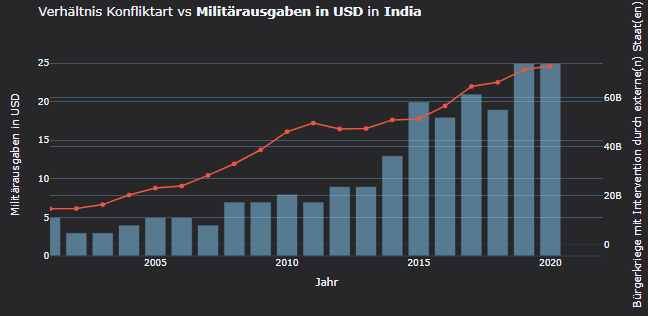 Verhältnis Konfliktart vs Militärausgaben in USD in India
Militärausgaben in USD
25
20
15
10
5
0
60B
40B
20B
0
Bürgerkriege mit Intervention durch externe(n) Staat(en)
2005
2010
2015
2020
Jahr